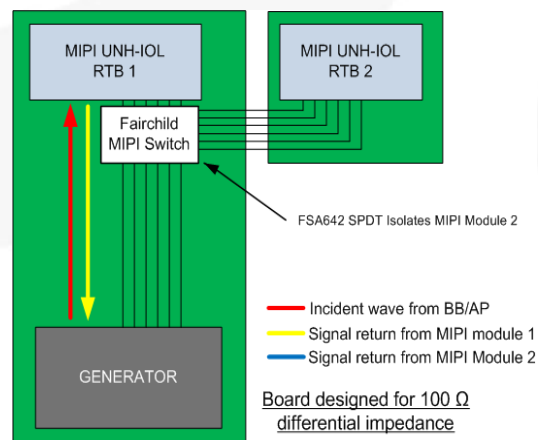 MIPI UNH-IOL
RTB 1
MIPI UNH-IOL
RTB 2
Fairchild
MIPI Switch
FSA642 SPDT Isolates MIPI Module 2
Incident wave from BB/AP
Signal return from MIPI module 1
Signal return from MIPI Module 2
GENERATOR
Board designed for 100 Ω
differential impedance